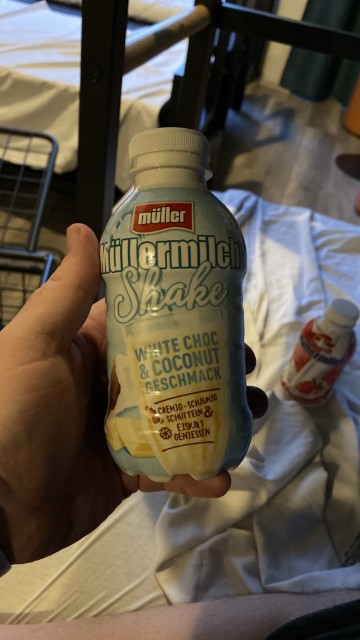 müller
Müllermilch
Shake
WHITE CHOC
& COCONUT
GESCHMACK
CREMIG-SCHAUMIG
SCHÜTTELN &
EISKALT
GENIESSEN